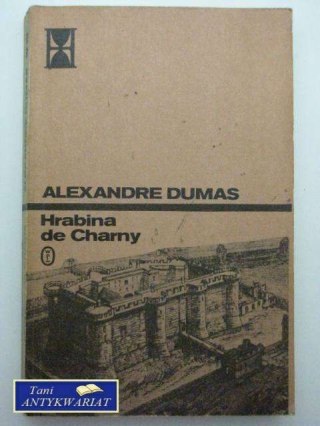 ALEXANDRE DUMAS
Hrabina
de Charny
Tani
ANTYKWARIAT